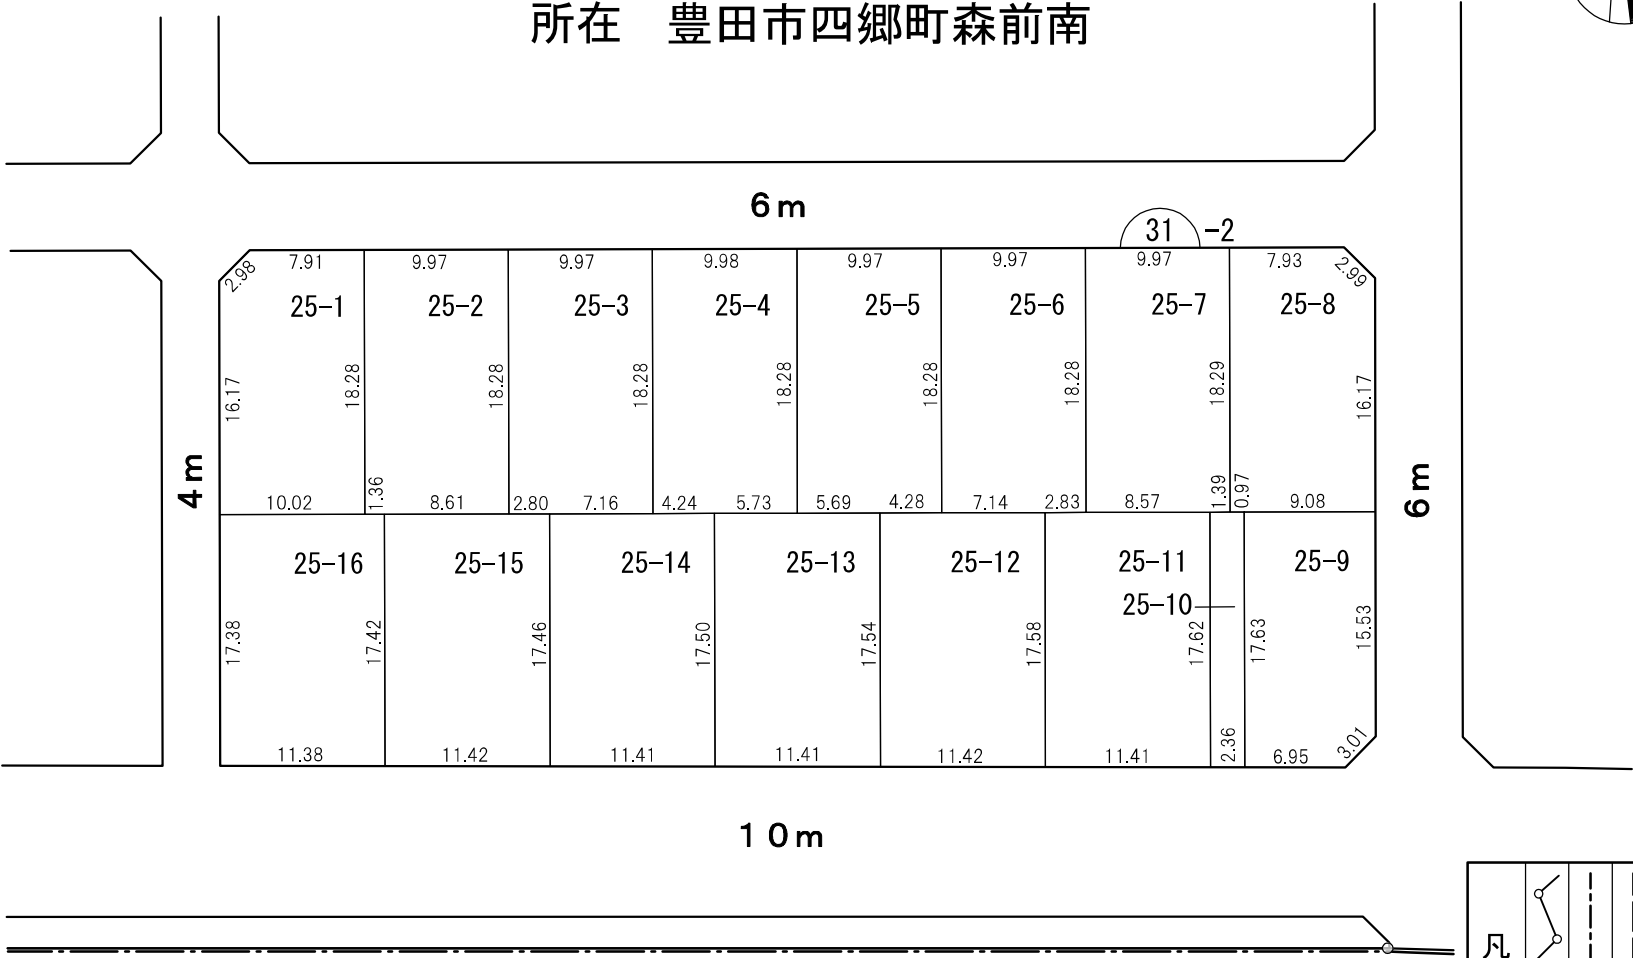 所在　豊田市四郷町森前南
6m
31 -2
2.98 7.91 9.97 9.97 9.98 9.97 9.97 9.97 7.93 2.99
25-1 25-2 25-3 25-4 25-5 25-6 25-7 25-8
16.17 18.28 18.28 18.28 18.28 18.28 18.28 18.29 16.17
4m
6m
10.02 1.36 8.61 2.80 7.16 4.24 5.73 5.69 4.28 7.14 2.83 8.57 1.39 0.97 9.08
25-16 25-15 25-14 25-13 25-12 25-11 25-9
25-10
17.38 17.42 17.46 17.50 17.54 17.58 17.62 17.63 15.53
11.38 11.42 11.41 11.41 11.42 11.41 2.36 6.95 3.01
10m
凡